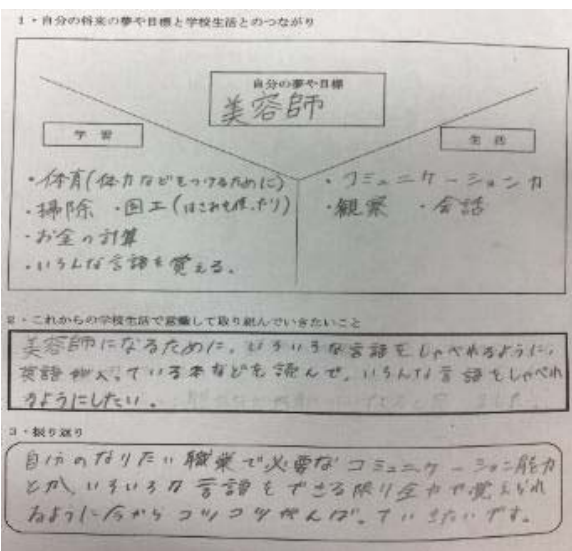 1・自分の将来の夢や目標と学校生活とのつながり
自分の夢や目標
美容師
学習
生活
・体育(体力などをつけるために)
・掃除 ・図工(はさみを使ったり)
・お金の計算
・いろんな言語を覚える。
・コミュニケーション力
・観察 ・会話
2・これからの学校生活で意識して取り組んでいきたいこと
美容師になるために、いろいろな言語をしゃべれるように、
英語が入っている本などを読んで、いろんな言語をしゃべれ
るようにしたい。
3・振り返り
自分のなりたい職業で必要なコミュニケーション能力
とか、いろいろな言語をできる限り全力で覚えられ
るように今からコツコツがんばっていきたいです。